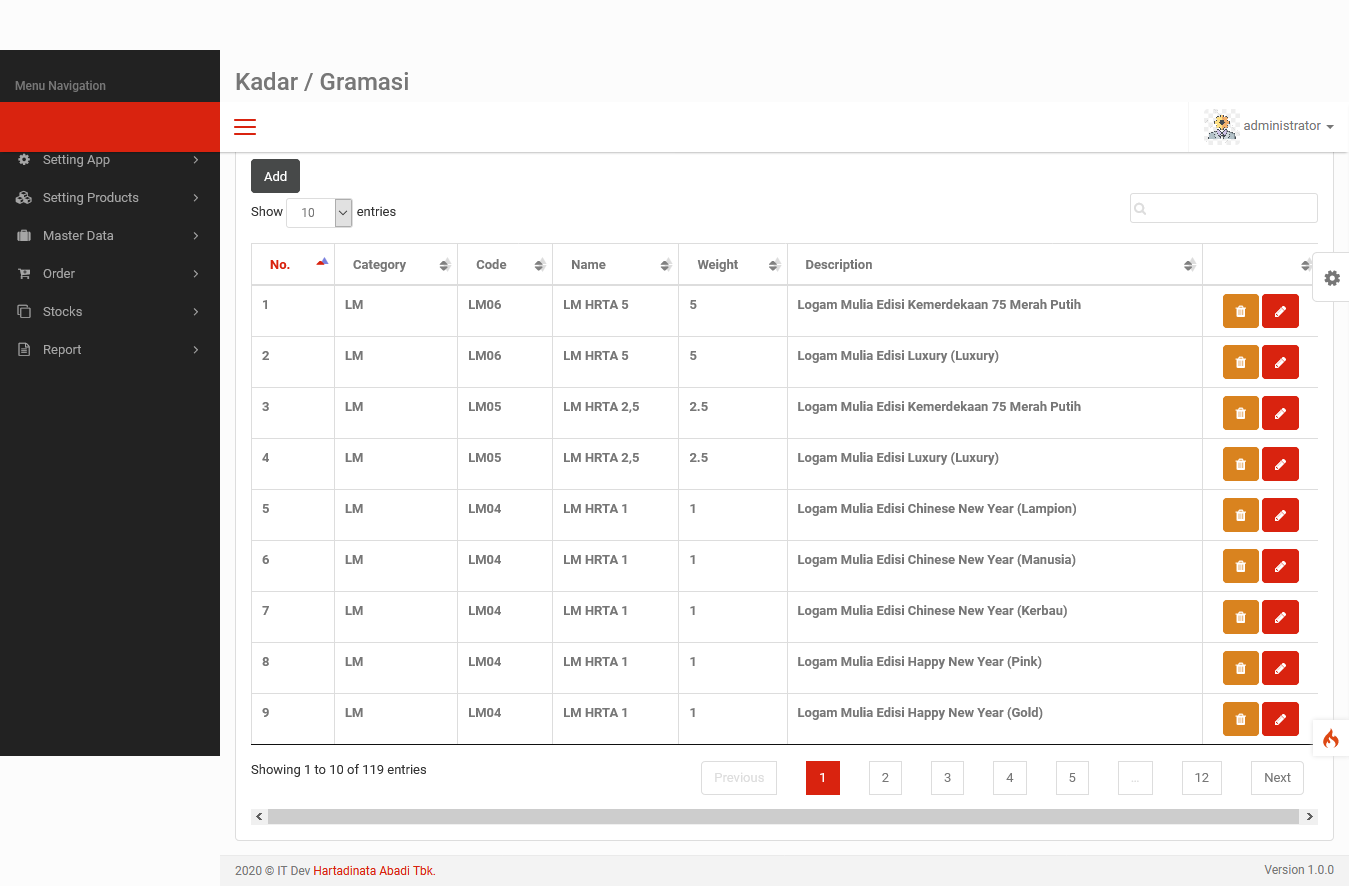 Menu Navigation
Kadar / Gramasi
administrator
Setting App
Setting Products
Master Data
Order
Stocks
Report
Add
Show 10 entries
No. Category Code Name Weight Description
1 LM LM06 LM HRTA 5 5 Logam Mulia Edisi Kemerdekaan 75 Merah Putih
2 LM LM06 LM HRTA 5 5 Logam Mulia Edisi Luxury (Luxury)
3 LM LM05 LM HRTA 2,5 2.5 Logam Mulia Edisi Kemerdekaan 75 Merah Putih
4 LM LM05 LM HRTA 2,5 2.5 Logam Mulia Edisi Luxury (Luxury)
5 LM LM04 LM HRTA 1 1 Logam Mulia Edisi Chinese New Year (Lampion)
6 LM LM04 LM HRTA 1 1 Logam Mulia Edisi Chinese New Year (Manusia)
7 LM LM04 LM HRTA 1 1 Logam Mulia Edisi Chinese New Year (Kerbau)
8 LM LM04 LM HRTA 1 1 Logam Mulia Edisi Happy New Year (Pink)
9 LM LM04 LM HRTA 1 1 Logam Mulia Edisi Happy New Year (Gold)
Showing 1 to 10 of 119 entries
Previous 1 2 3 4 5 … 12 Next
2020 © IT Dev Hartadinata Abadi Tbk.
Version 1.0.0